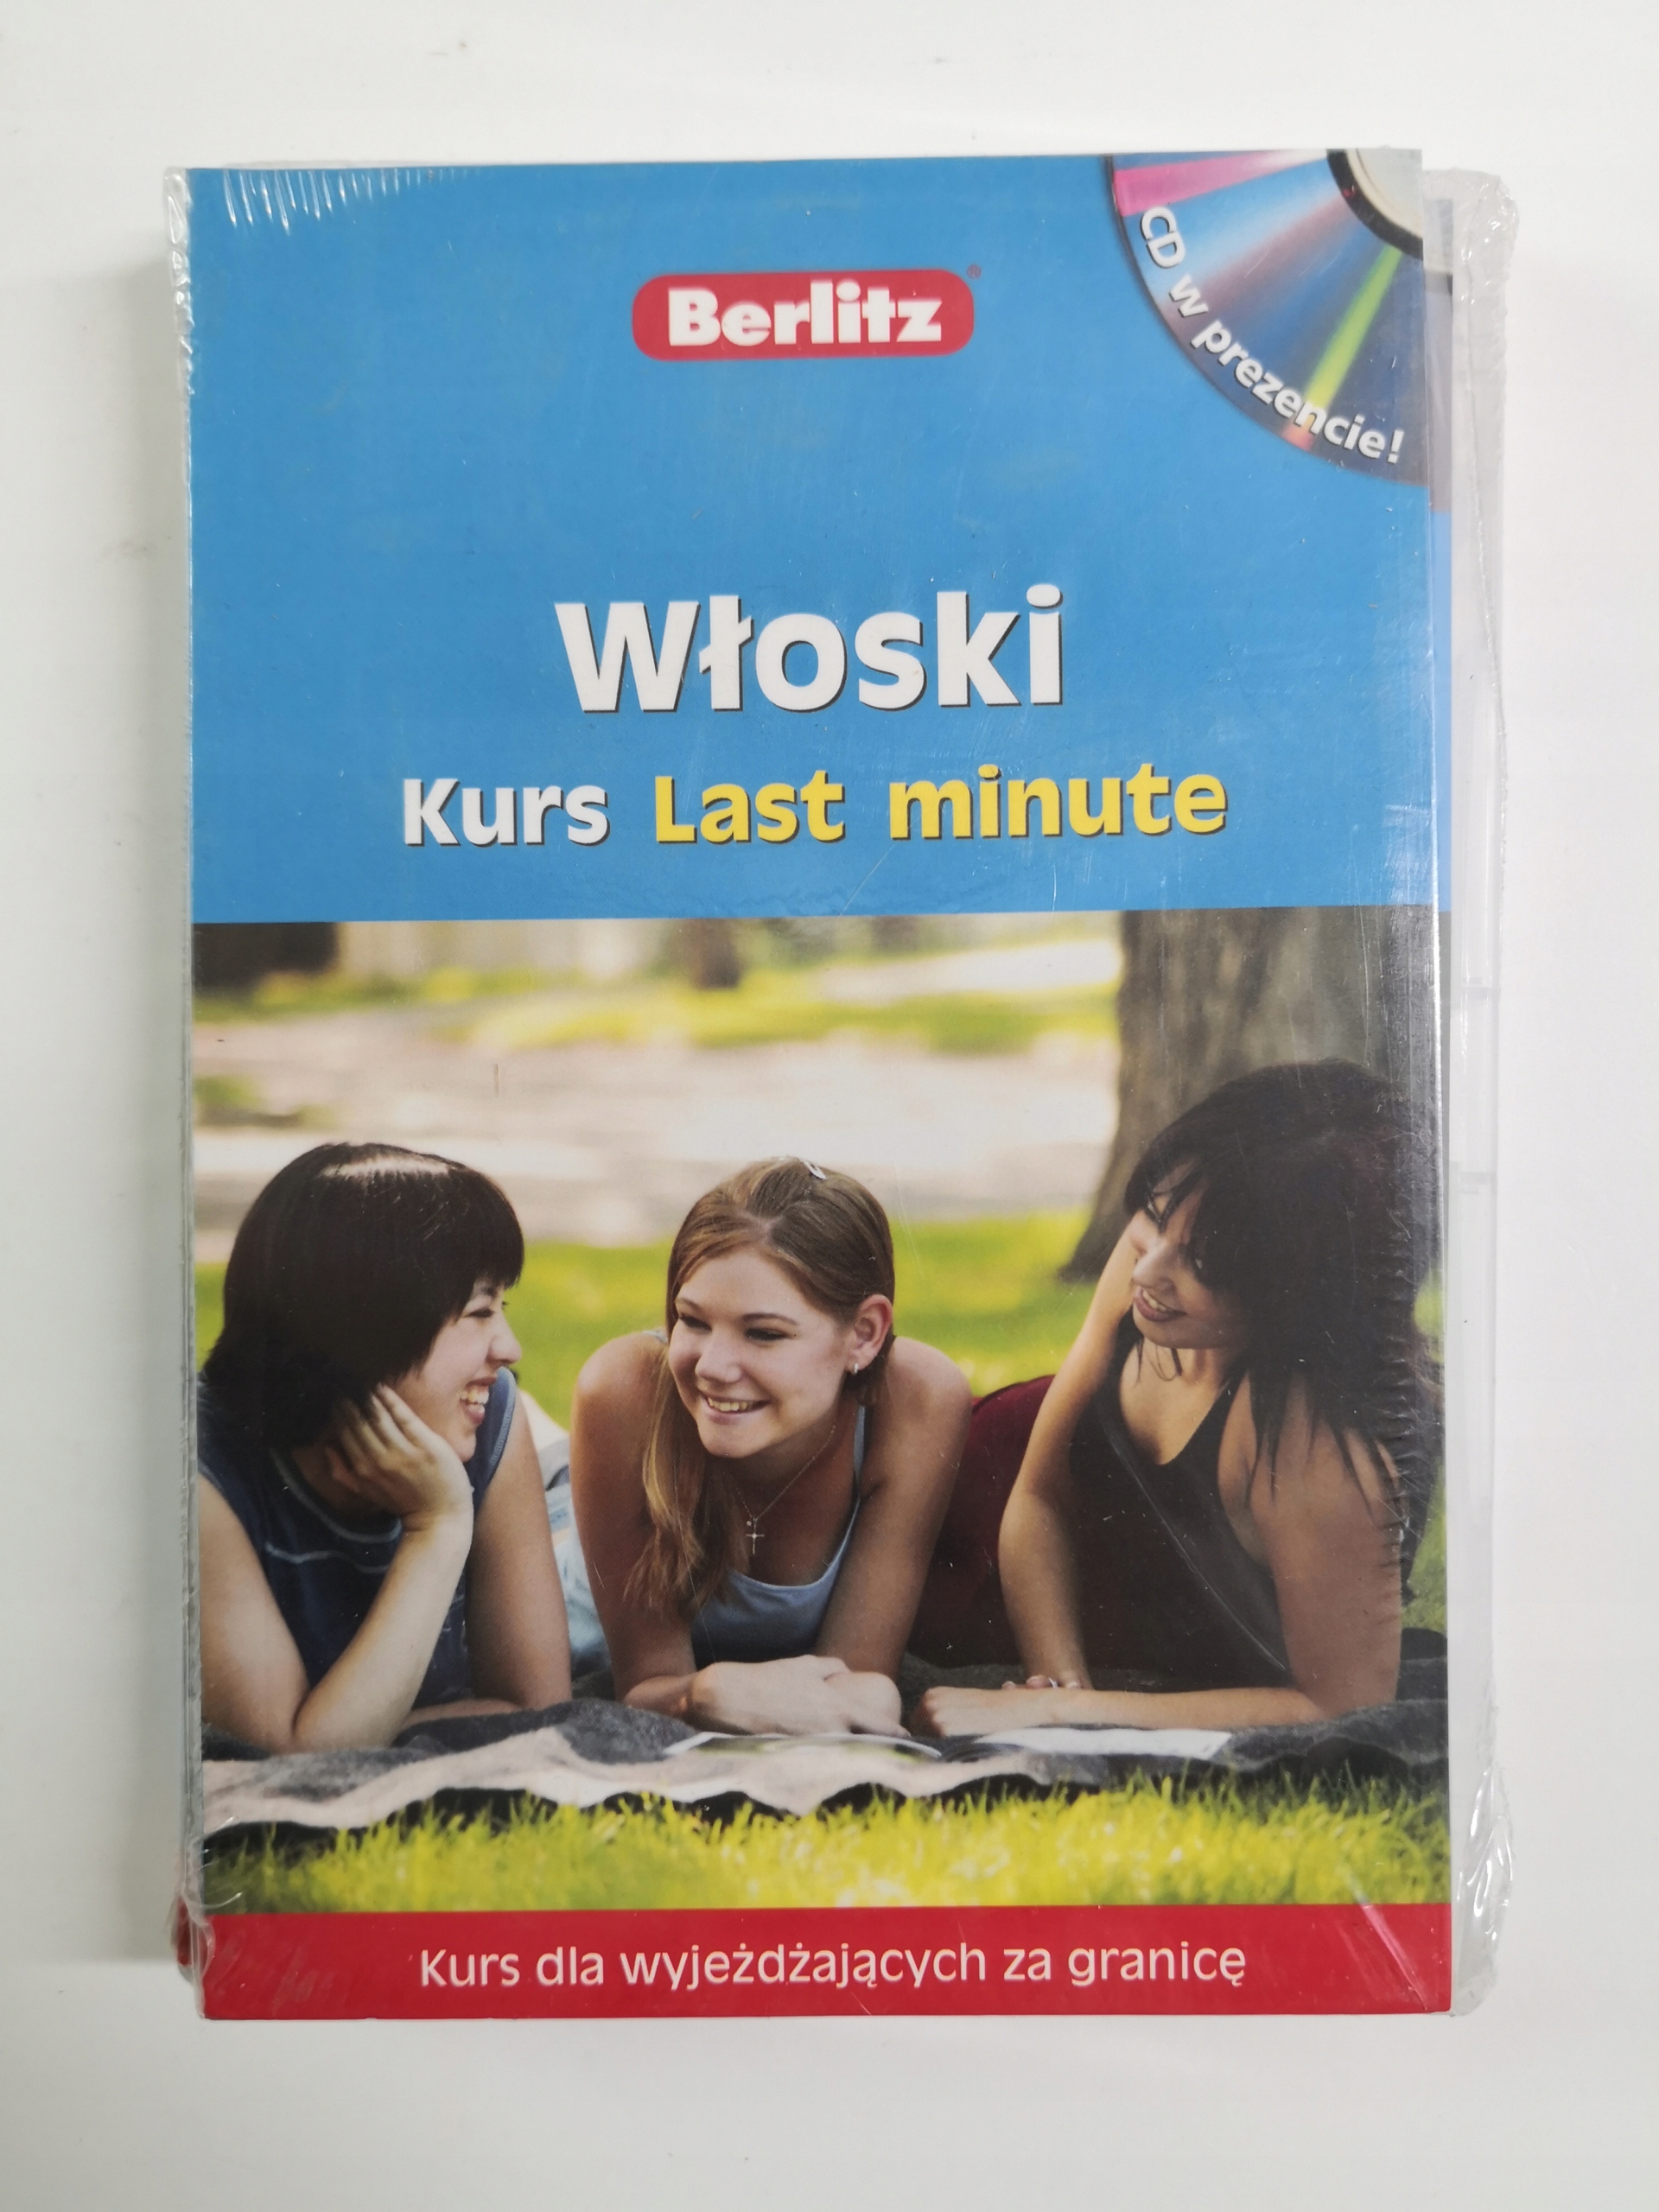 CD w prezencie!
Berlitz®
Włoski
Kurs Last minute
Kurs dla wyjeżdżających za granicę